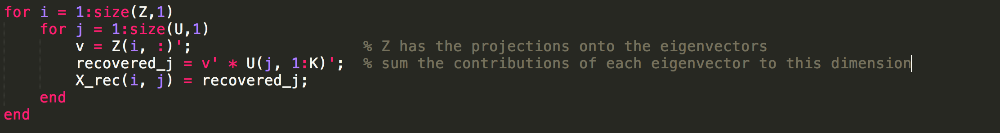 for i = 1:size(Z,1)
for j = 1:size(U,1)
v = Z(i, :)'; % Z has the projections onto the eigenvectors
recovered_j = v' * U(j, 1:K)'; % sum the contributions of each eigenvector to this dimension
X_rec(i, j) = recovered_j;
end
end